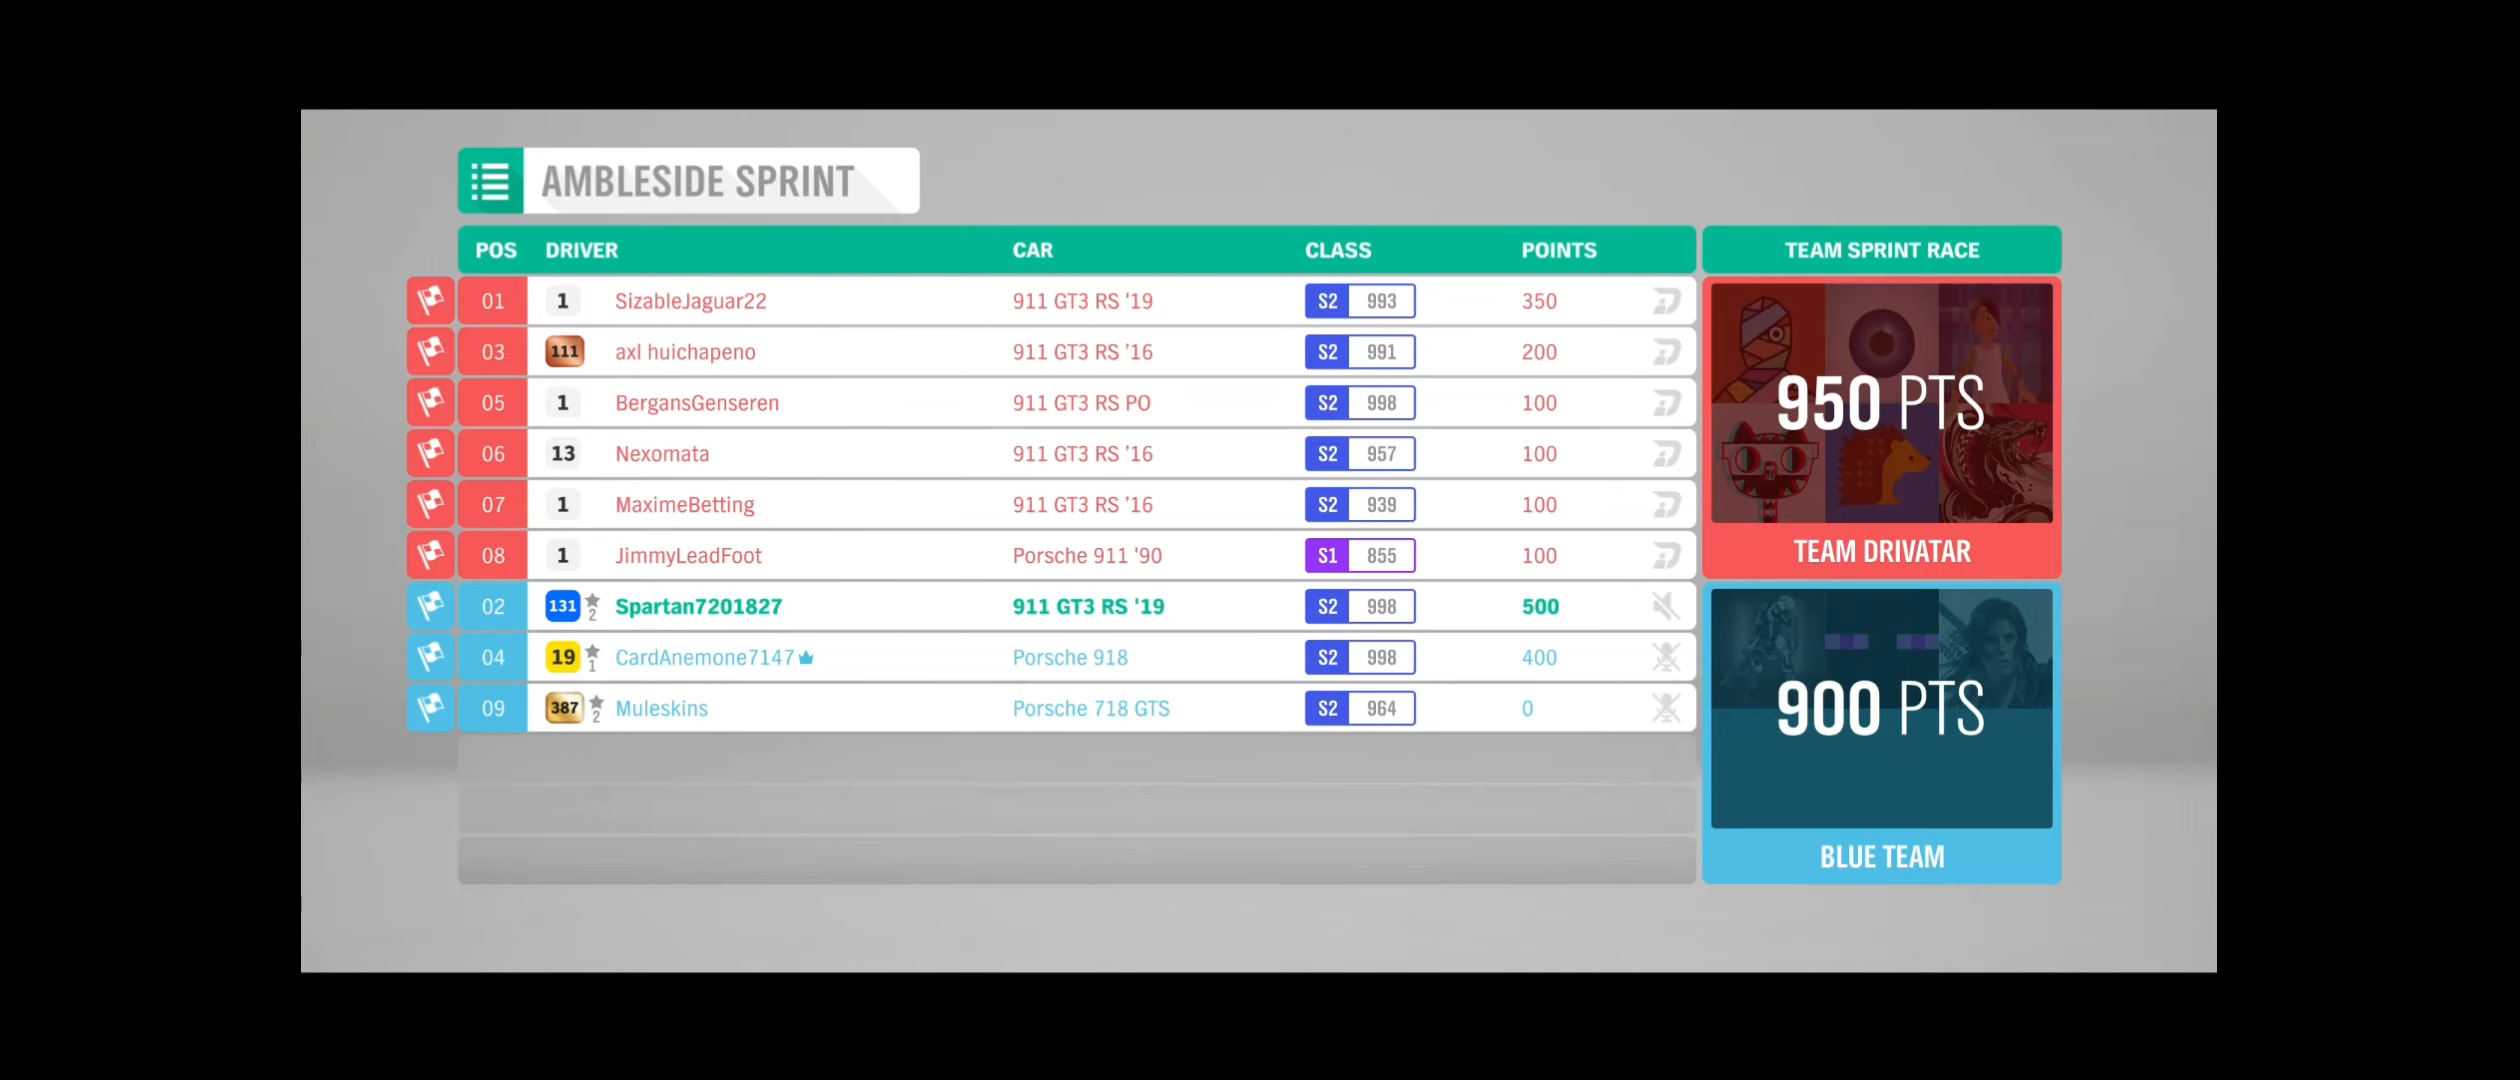 AMBLESIDE SPRINT
POS DRIVER CAR CLASS POINTS
01 1 SizableJaguar22 911 GT3 RS '19 S2 993 350
03 111 axl huichapeno 911 GT3 RS '16 S2 991 200
05 1 BergansGenseren 911 GT3 RS PO S2 998 100
06 13 Nexomata 911 GT3 RS '16 S2 957 100
07 1 MaximeBetting 911 GT3 RS '16 S2 939 100
08 1 JimmyLeadFoot Porsche 911 '90 S1 855 100
02 131 2 Spartan7201827 911 GT3 RS '19 S2 998 500
04 19 1 CardAnemone7147 Porsche 918 S2 998 400
09 387 2 Muleskins Porsche 718 GTS S2 964 0
TEAM SPRINT RACE
950 PTS
TEAM DRIVATAR
900 PTS
BLUE TEAM